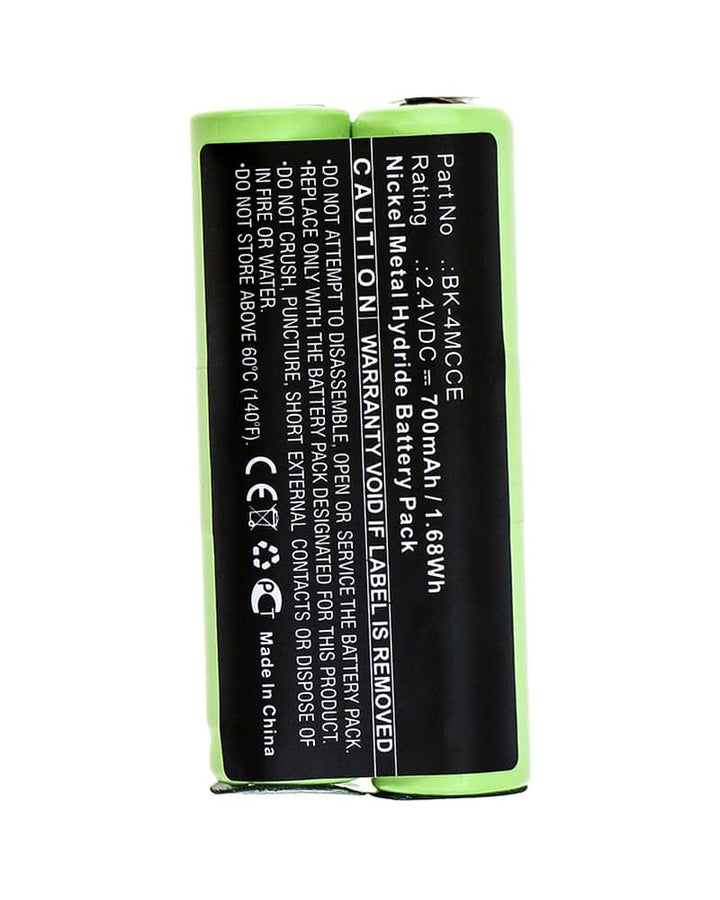 Part No .: BK-4MCCE
Rating .: 2.4VDC ⎓ 700mAh / 1.68Wh
Nickel Metal Hydride Battery Pack
CAUTION WARRANTY VOID IF LABEL IS REMOVED
•DO NOT ATTEMPT TO DISASSEMBLE, OPEN OR SERVICE THE BATTERY PACK.
•REPLACE ONLY WITH THE BATTERY PACK DESIGNATED FOR THIS PRODUCT.
•DO NOT CRUSH, PUNCTURE, SHORT EXTERNAL CONTACTS OR DISPOSE OF
IN FIRE OR WATER.
•DO NOT STORE ABOVE 60°C (140°F).
CE PCT Made In China